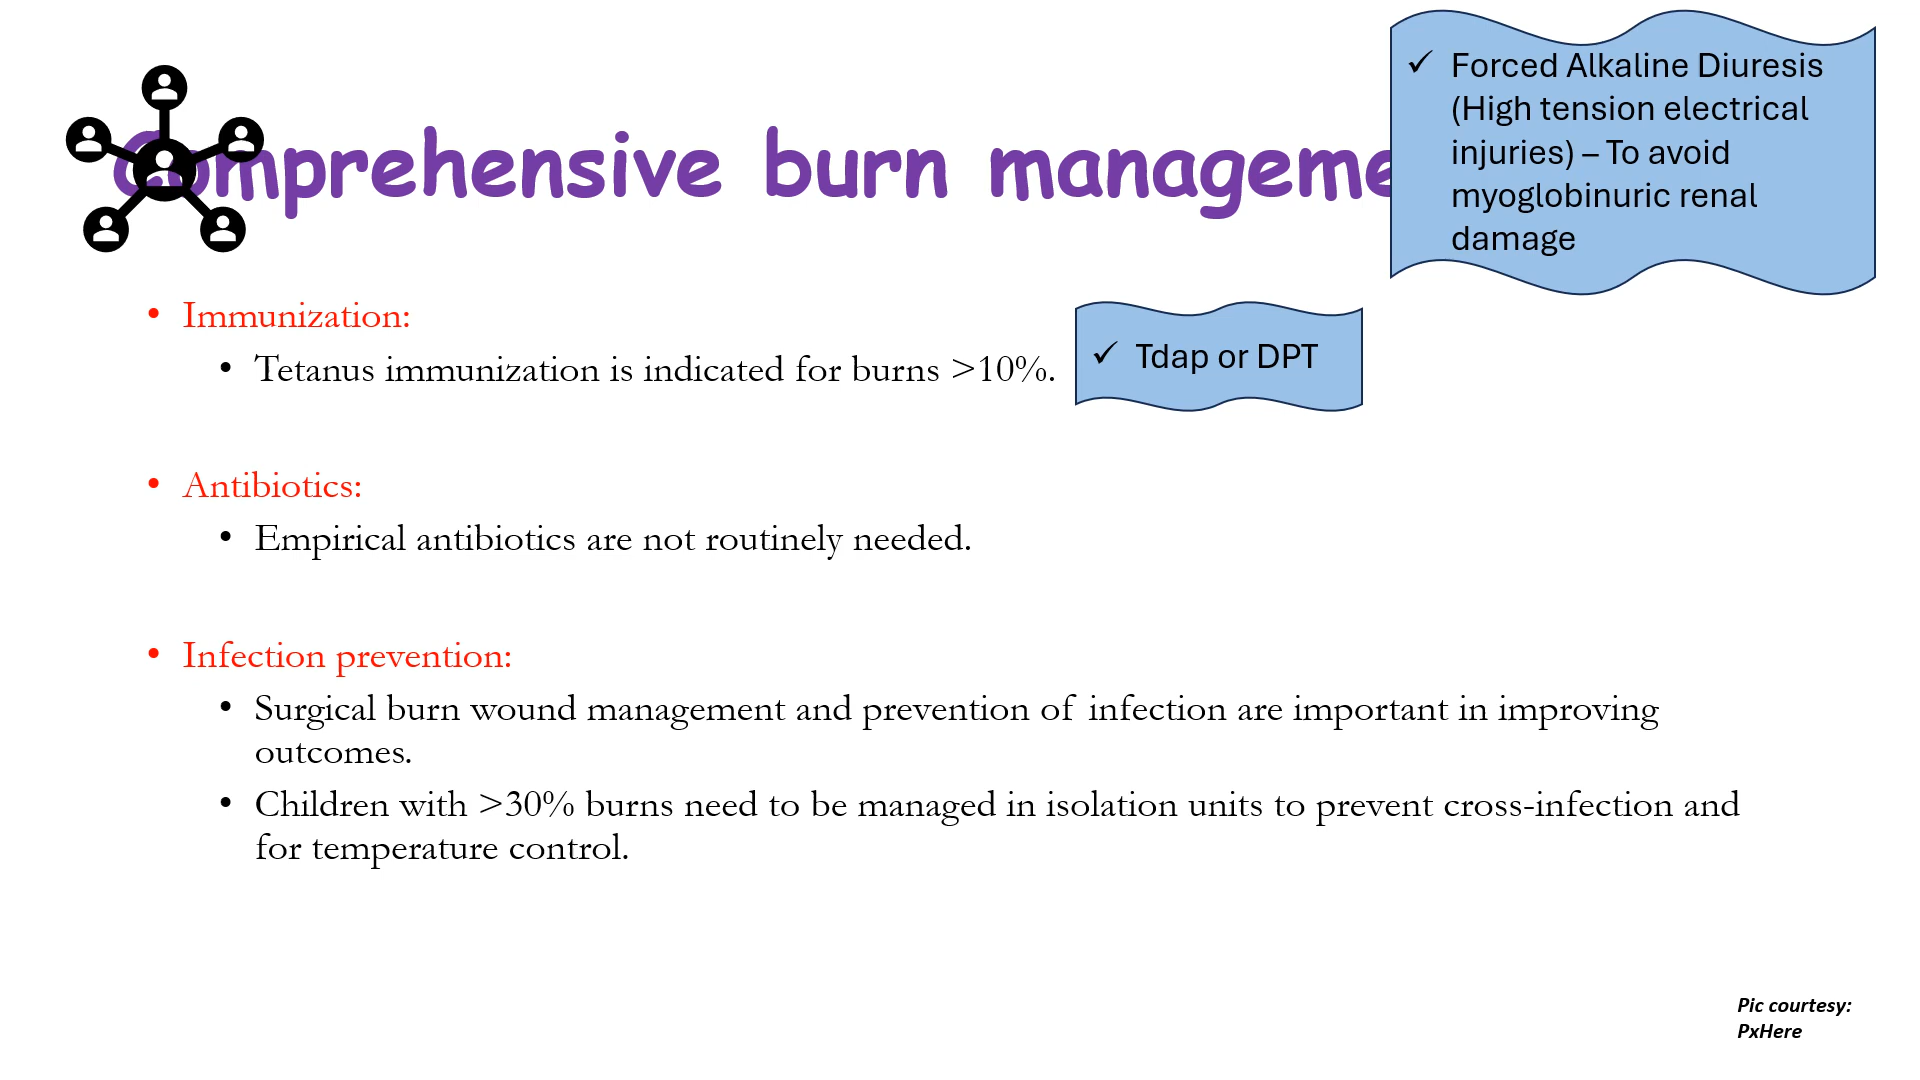 Comprehensive burn manageme
✓ Forced Alkaline Diuresis
(High tension electrical
injuries) – To avoid
myoglobinuric renal
damage
• Immunization:
• Tetanus immunization is indicated for burns >10%.
✓ Tdap or DPT
• Antibiotics:
• Empirical antibiotics are not routinely needed.
• Infection prevention:
• Surgical burn wound management and prevention of infection are important in improving
outcomes.
• Children with >30% burns need to be managed in isolation units to prevent cross-infection and
for temperature control.
Pic courtesy:
PxHere